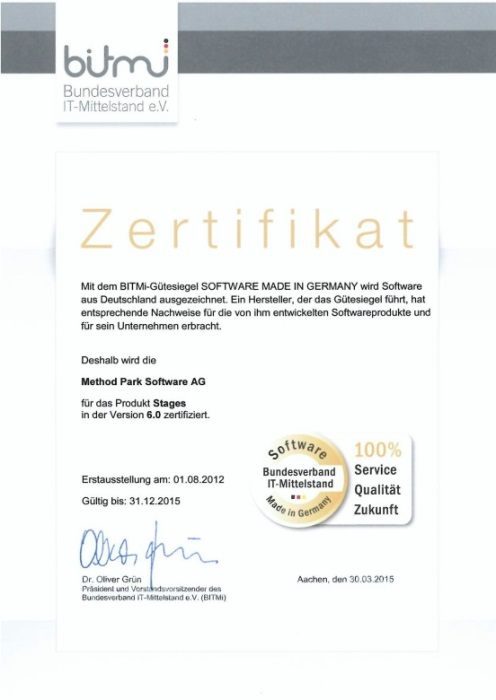 bitmi
Bundesverband
IT-Mittelstand e.V.
Zertifikat
Mit dem BITMi-Gütesiegel SOFTWARE MADE IN GERMANY wird Software
aus Deutschland ausgezeichnet. Ein Hersteller, der das Gütesiegel führt, hat
entsprechende Nachweise für die von ihm entwickelten Softwareprodukte und
für sein Unternehmen erbracht.
Deshalb wird die
Method Park Software AG
für das Produkt Stages
in der Version 6.0 zertifiziert.
Software
Bundesverband
IT-Mittelstand
Made in Germany
100%
Service
Qualität
Zukunft
Erstausstellung am: 01.08.2012
Gültig bis: 31.12.2015
Dr. Oliver Grün
Präsident und Vorstandsvorsitzender des
Bundesverband IT-Mittelstand e.V. (BITMi)
Aachen, den 30.03.2015